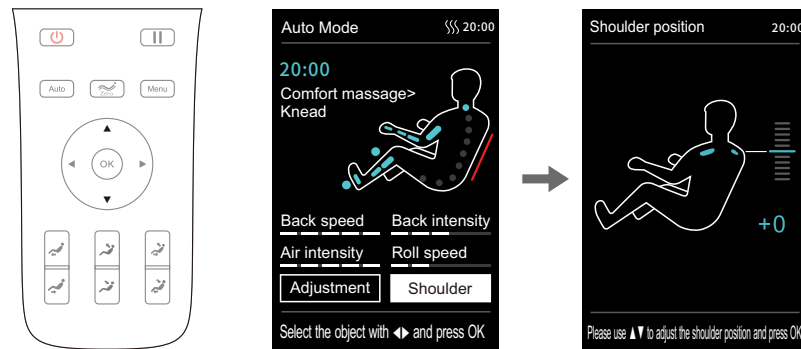 Auto
Zero
Menu
OK
Auto Mode 20:00
20:00
Comfort massage>
Knead
Back speed Back intensity
Air intensity Roll speed
Adjustment Shoulder
Select the object with ◀▶ and press OK
Shoulder position 20:00
+0
Please use ▲▼ to adjust the shoulder position and press OK